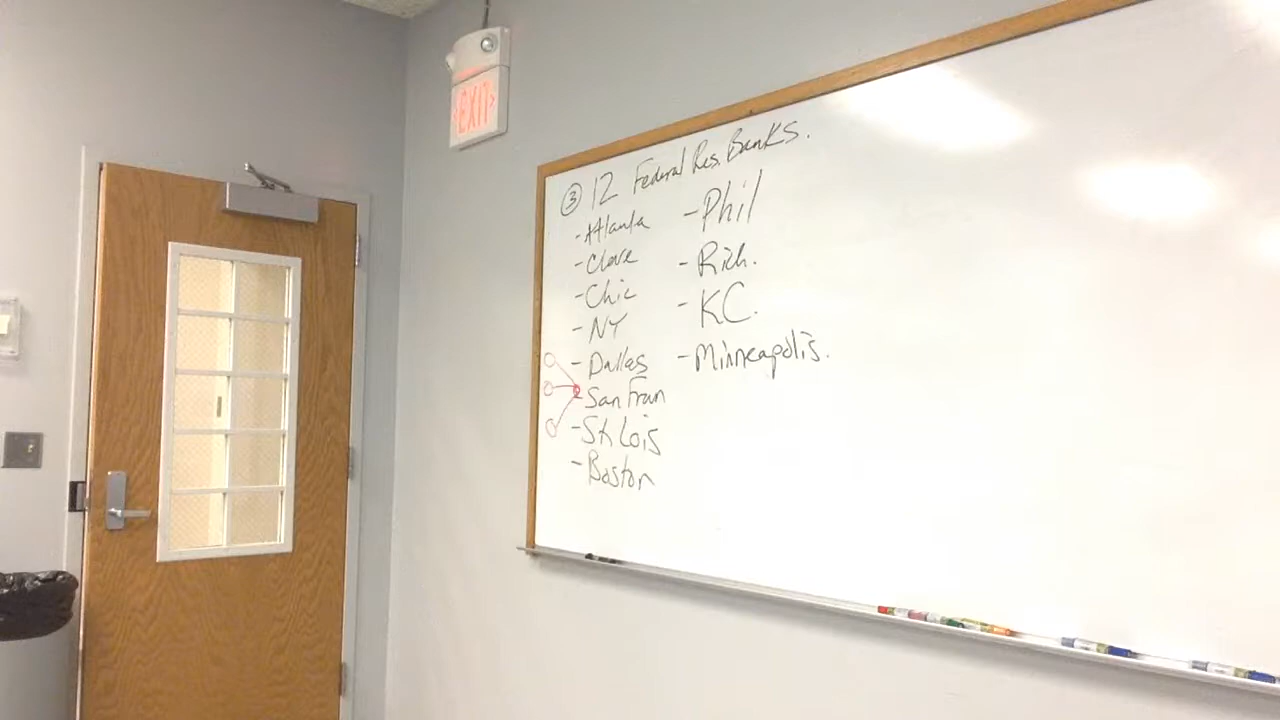 EXIT
③ 12 Federal Res. Banks.
- Atlanta
- Cleve
- Chic
- NY
- Dallas
- San Fran
- St Lois
- Boston
- Phil
- Rich.
- KC.
- Minneapolis.